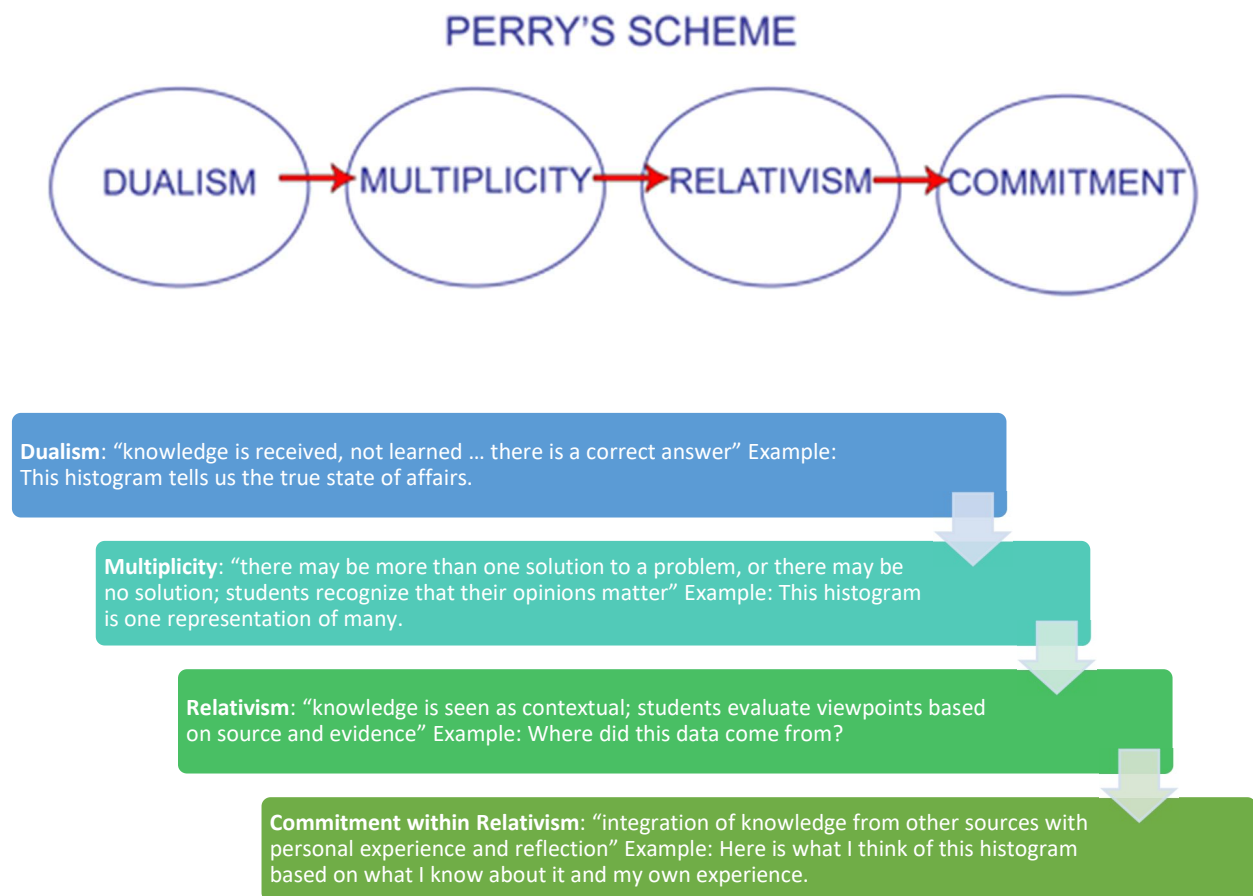 PERRY'S SCHEME
DUALISM
MULTIPLICITY
RELATIVISM
COMMITMENT
Dualism: “knowledge is received, not learned … there is a correct answer” Example:
This histogram tells us the true state of affairs.
Multiplicity: “there may be more than one solution to a problem, or there may be
no solution; students recognize that their opinions matter” Example: This histogram
is one representation of many.
Relativism: “knowledge is seen as contextual; students evaluate viewpoints based
on source and evidence” Example: Where did this data come from?
Commitment within Relativism: “integration of knowledge from other sources with
personal experience and reflection” Example: Here is what I think of this histogram
based on what I know about it and my own experience.